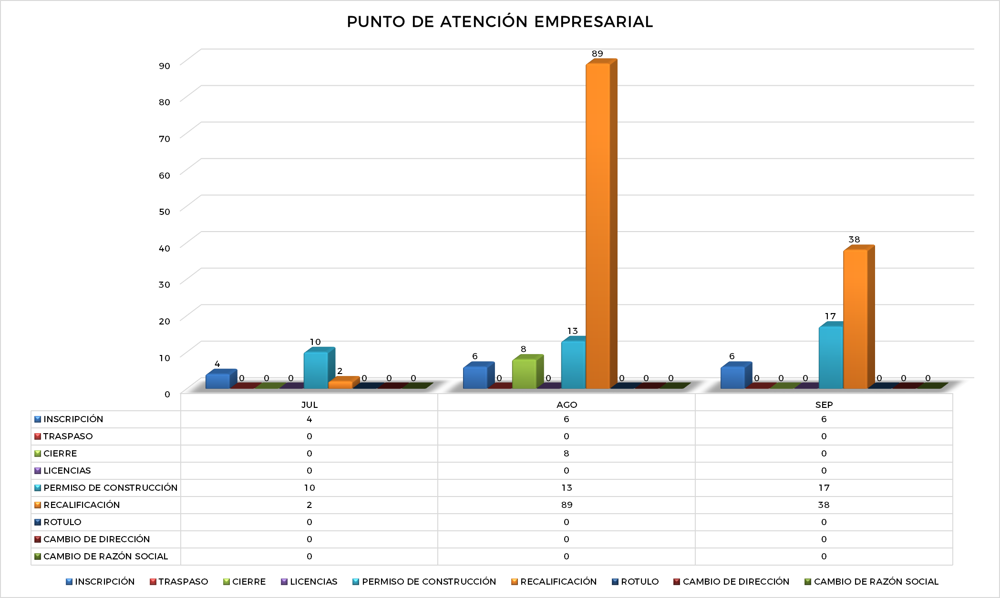 PUNTO DE ATENCIÓN EMPRESARIAL
90
80
70
60
50
40
30
20
10
0
4 0 0 0 10 2 0 0 0
6 0 8 0 13 89 0 0 0
6 0 0 0 17 38 0 0 0
JUL AGO SEP
INSCRIPCIÓN 4 6 6
TRASPASO 0 0 0
CIERRE 0 8 0
LICENCIAS 0 0 0
PERMISO DE CONSTRUCCIÓN 10 13 17
RECALIFICACIÓN 2 89 38
ROTULO 0 0 0
CAMBIO DE DIRECCIÓN 0 0 0
CAMBIO DE RAZÓN SOCIAL 0 0 0
INSCRIPCIÓN TRASPASO CIERRE LICENCIAS PERMISO DE CONSTRUCCIÓN RECALIFICACIÓN ROTULO CAMBIO DE DIRECCIÓN CAMBIO DE RAZÓN SOCIAL